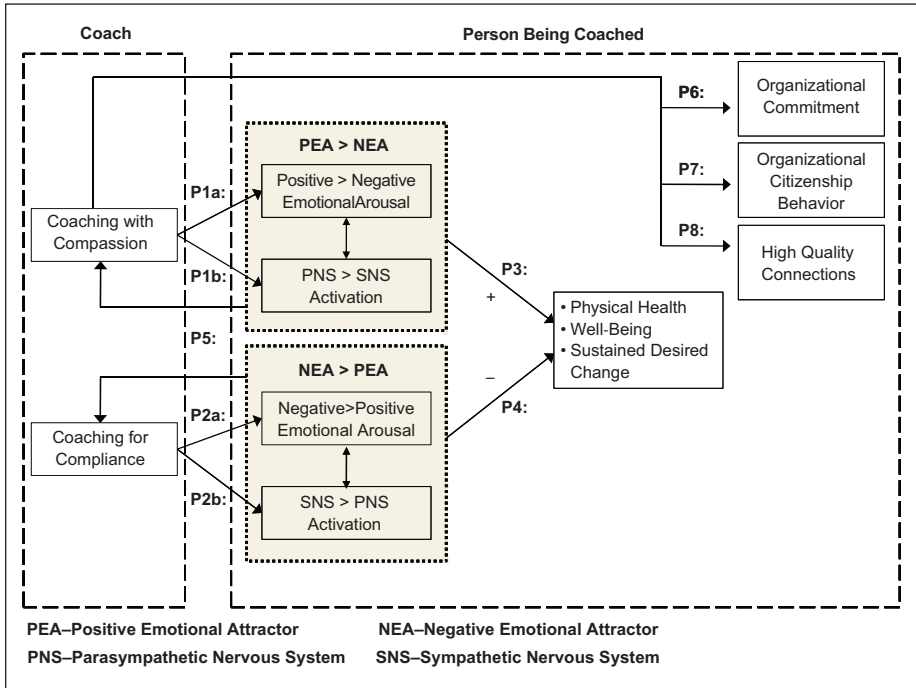 Coach
Person Being Coached
P6:
Organizational
Commitment
PEA > NEA
P1a:
Positive > Negative
EmotionalArousal
P7:
Organizational
Citizenship
Behavior
Coaching with
Compassion
P8:
High Quality
Connections
P1b:
PNS > SNS
Activation
P3:
+
• Physical Health
• Well-Being
• Sustained Desired
Change
P5:
NEA > PEA
–
P4:
P2a:
Negative>Positive
Emotional Arousal
Coaching for
Compliance
P2b:
SNS > PNS
Activation
PEA–Positive Emotional Attractor
NEA–Negative Emotional Attractor
PNS–Parasympathetic Nervous System
SNS–Sympathetic Nervous System